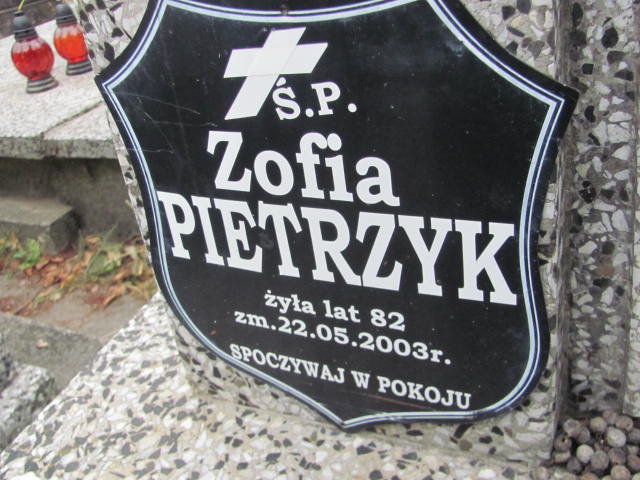 Ś.P.
Zofia
PIETRZYK
żyła lat 82
zm.22.05.2003r.
SPOCZYWAJ W POKOJU